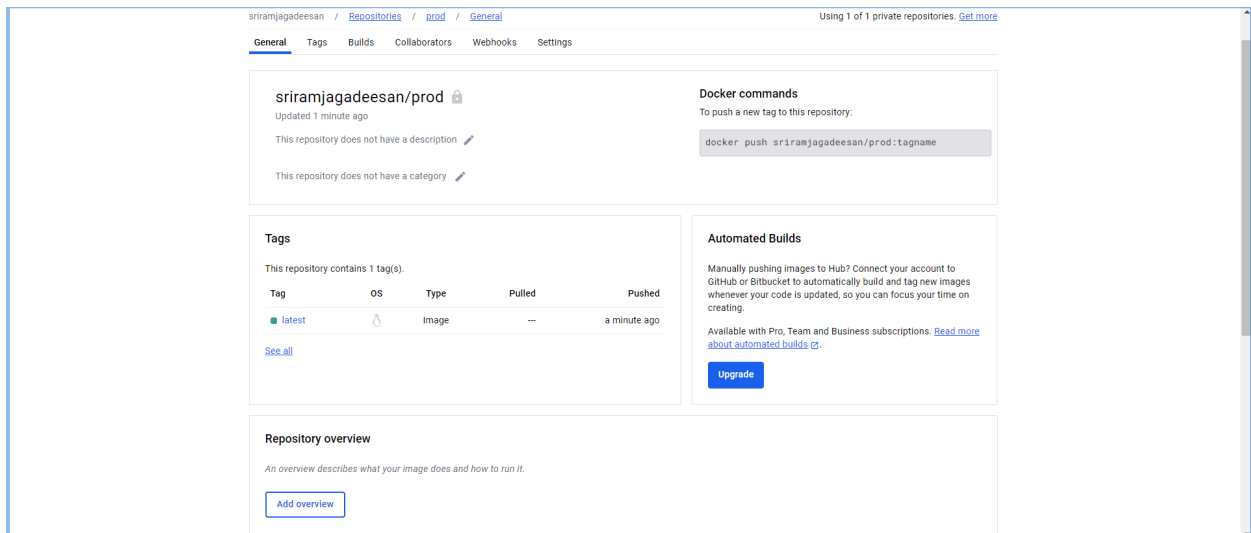 sriramjagadeesan / Repositories / prod / General
Using 1 of 1 private repositories. Get more
General Tags Builds Collaborators Webhooks Settings
sriramjagadeesan/prod
Updated 1 minute ago
This repository does not have a description
This repository does not have a category
Docker commands
To push a new tag to this repository:
docker push sriramjagadeesan/prod:tagname
Tags
This repository contains 1 tag(s).
Tag OS Type Pulled Pushed
latest Image --- a minute ago
See all
Automated Builds
Manually pushing images to Hub? Connect your account to
GitHub or Bitbucket to automatically build and tag new images
whenever your code is updated, so you can focus your time on
creating.
Available with Pro, Team and Business subscriptions. Read more
about automated builds .
Upgrade
Repository overview
An overview describes what your image does and how to run it.
Add overview